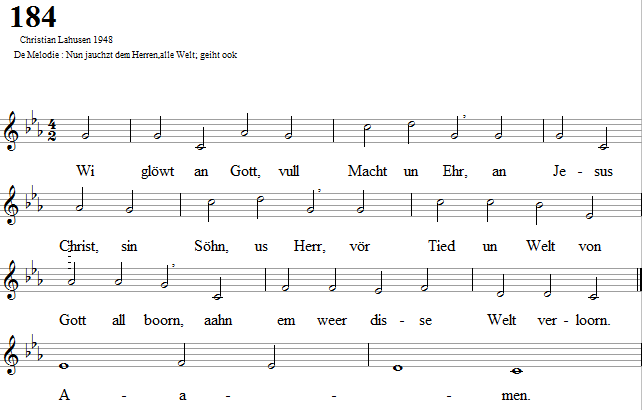 184
Christian Lahusen 1948
De Melodie : Nun jauchzt dem Herren,alle Welt; geiht ook
4 2
Wi glöwt an Gott, vull Macht un Ehr, an Je - sus
Christ, sin Söhn, us Herr, vör Tied un Welt von
Gott all boorn, aahn em weer dis - se Welt ver - loorn.
A - a - - - men.